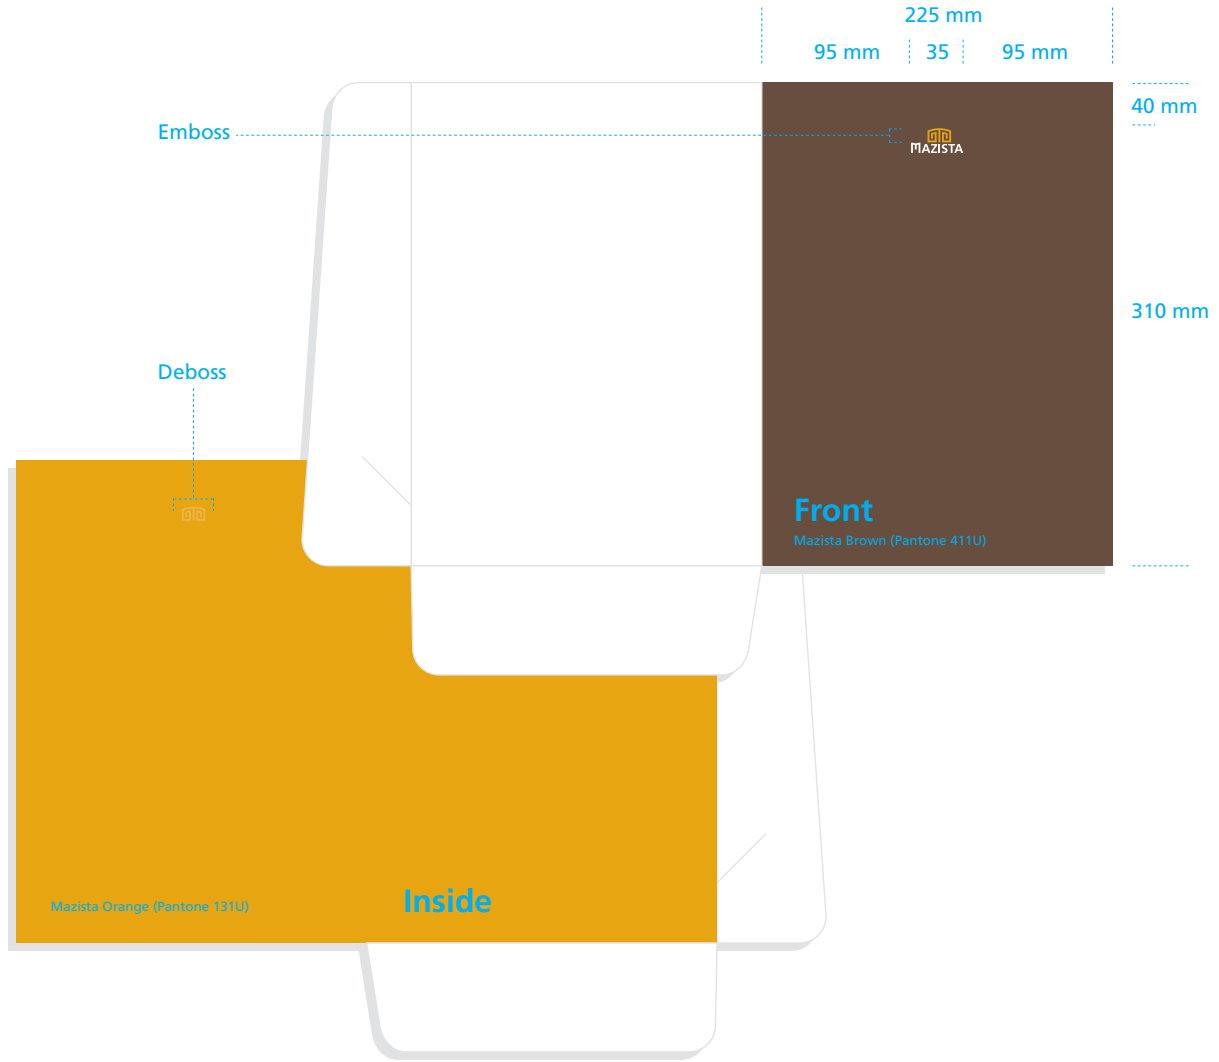 225 mm
95 mm
35
95 mm
40 mm
Emboss
MAZISTA
310 mm
Deboss
Front
Mazista Brown (Pantone 411U)
Inside
Mazista Orange (Pantone 131U)